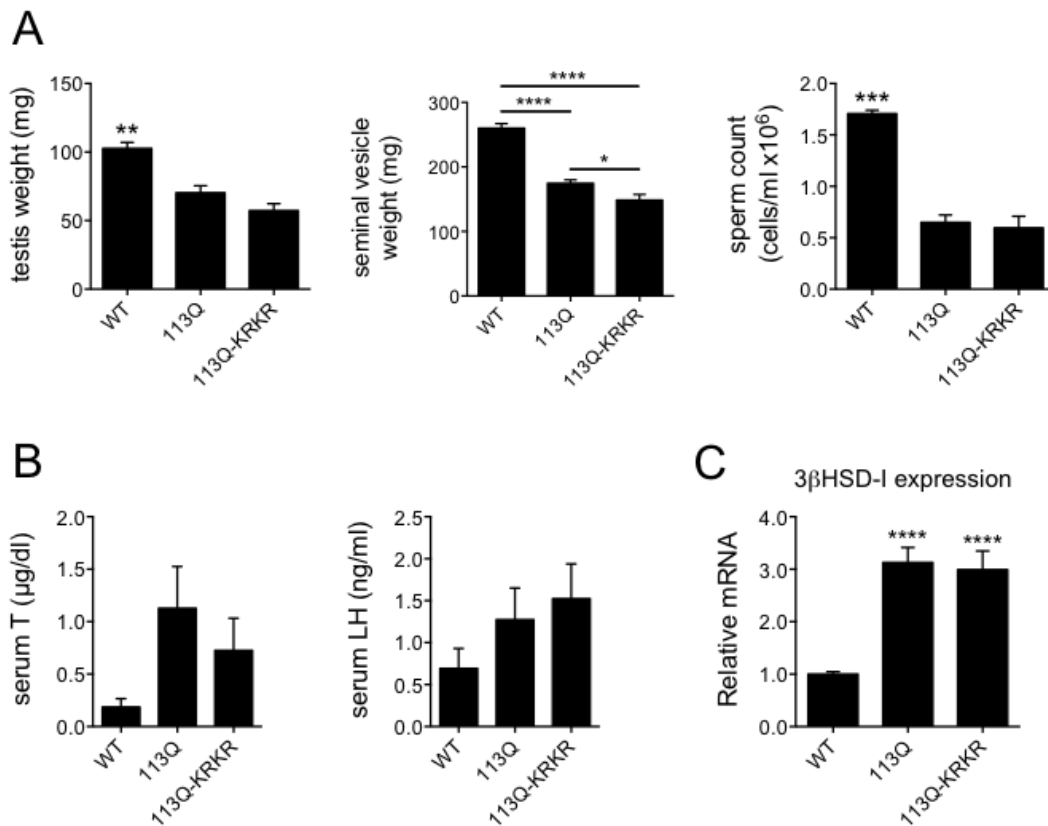 A
testis weight (mg)
150
100
50
0
**
WT
113Q
113Q-KRKR
seminal vesicle
weight (mg)
300
200
100
0
****
****
*
WT
113Q
113Q-KRKR
sperm count
(cells/ml x10⁶)
2.0
1.5
1.0
0.5
0.0
***
WT
113Q
113Q-KRKR
B
serum T (µg/dl)
2.0
1.5
1.0
0.5
0.0
WT
113Q
113Q-KRKR
serum LH (ng/ml)
2.5
2.0
1.5
1.0
0.5
0.0
WT
113Q
113Q-KRKR
C
3βHSD-I expression
Relative mRNA
4.0
3.0
2.0
1.0
0.0
****
****
WT
113Q
113Q-KRKR